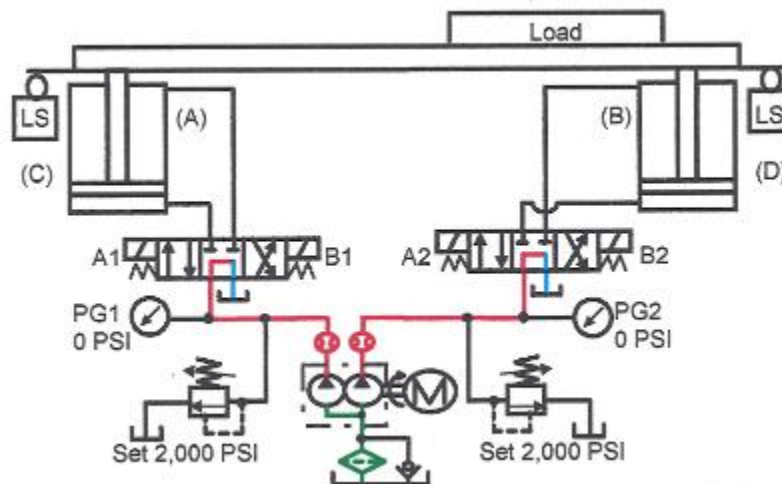 Load
LS
(A)
(B)
LS
(C)
(D)
A1
B1
A2
B2
PG1
0 PSI
PG2
0 PSI
M
Set 2,000 PSI
Set 2,000 PSI